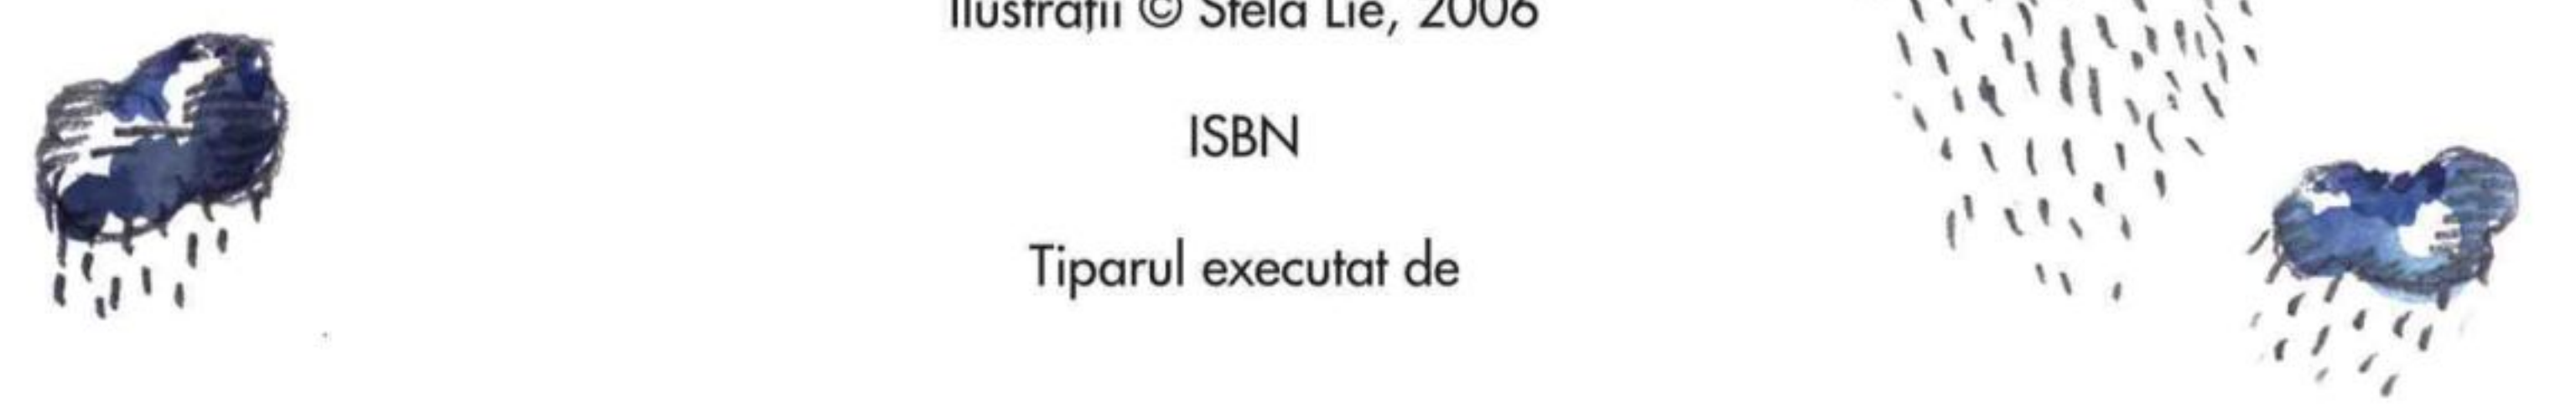 Ilustrații © Stela Lie, 2006
ISBN
Tiparul executat de